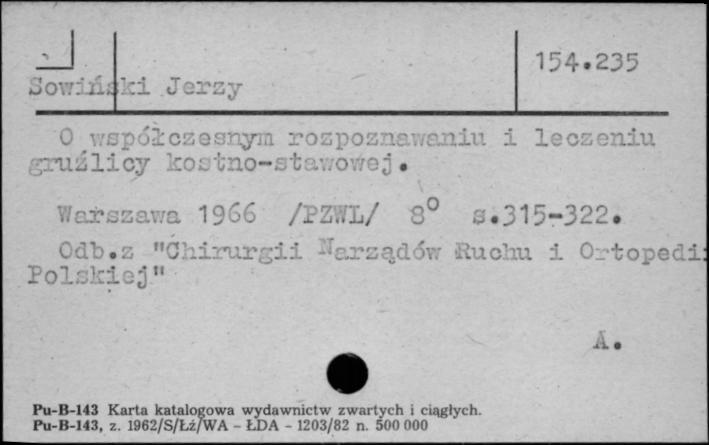 154.235
Sowiński Jerzy
O współczesnym rozpoznawaniu i leczeniu
gruźlicy kostno-stawowej.
Warszawa 1966 /PZWL/ 8° s.315-322.
Odb.z "Chirurgii Narządów Ruchu i Ortopedii
Polskiej"
A.
Pu-B-143 Karta katalogowa wydawnictw zwartych i ciągłych.
Pu-B-143, z. 1962/S/Łż/WA - ŁDA - 1203/82 n. 500 000